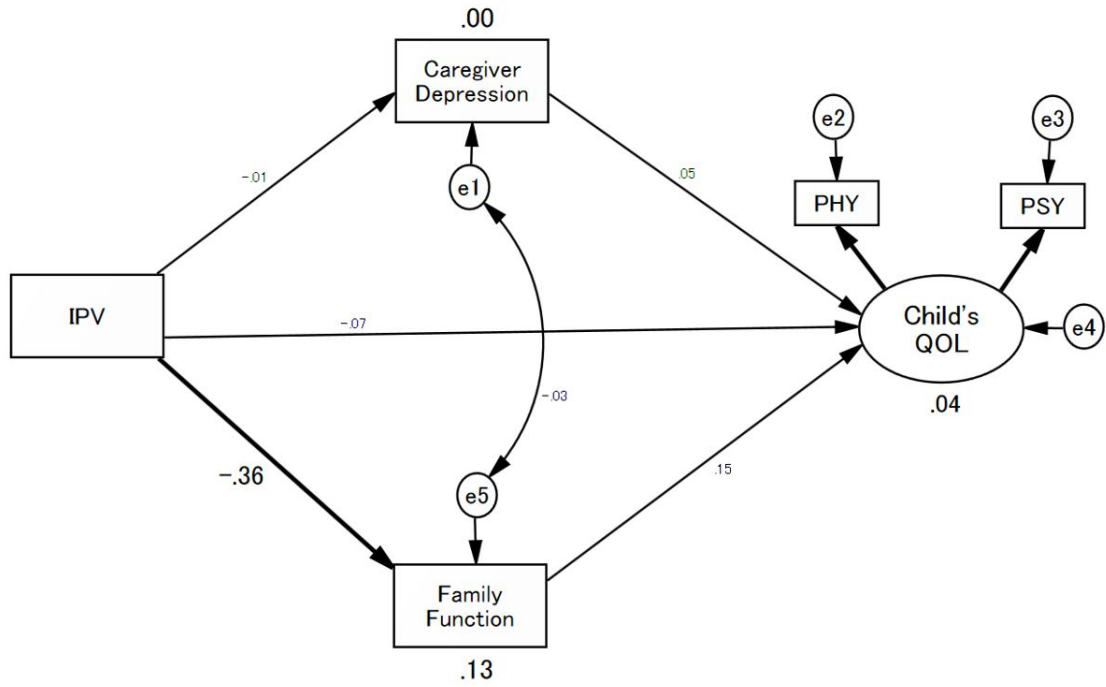 .00
Caregiver
Depression
e2
e3
-.01
e1
.05
PHY
PSY
IPV
-.07
Child's
QOL
e4
-.03
.04
-.36
e5
.15
Family
Function
.13